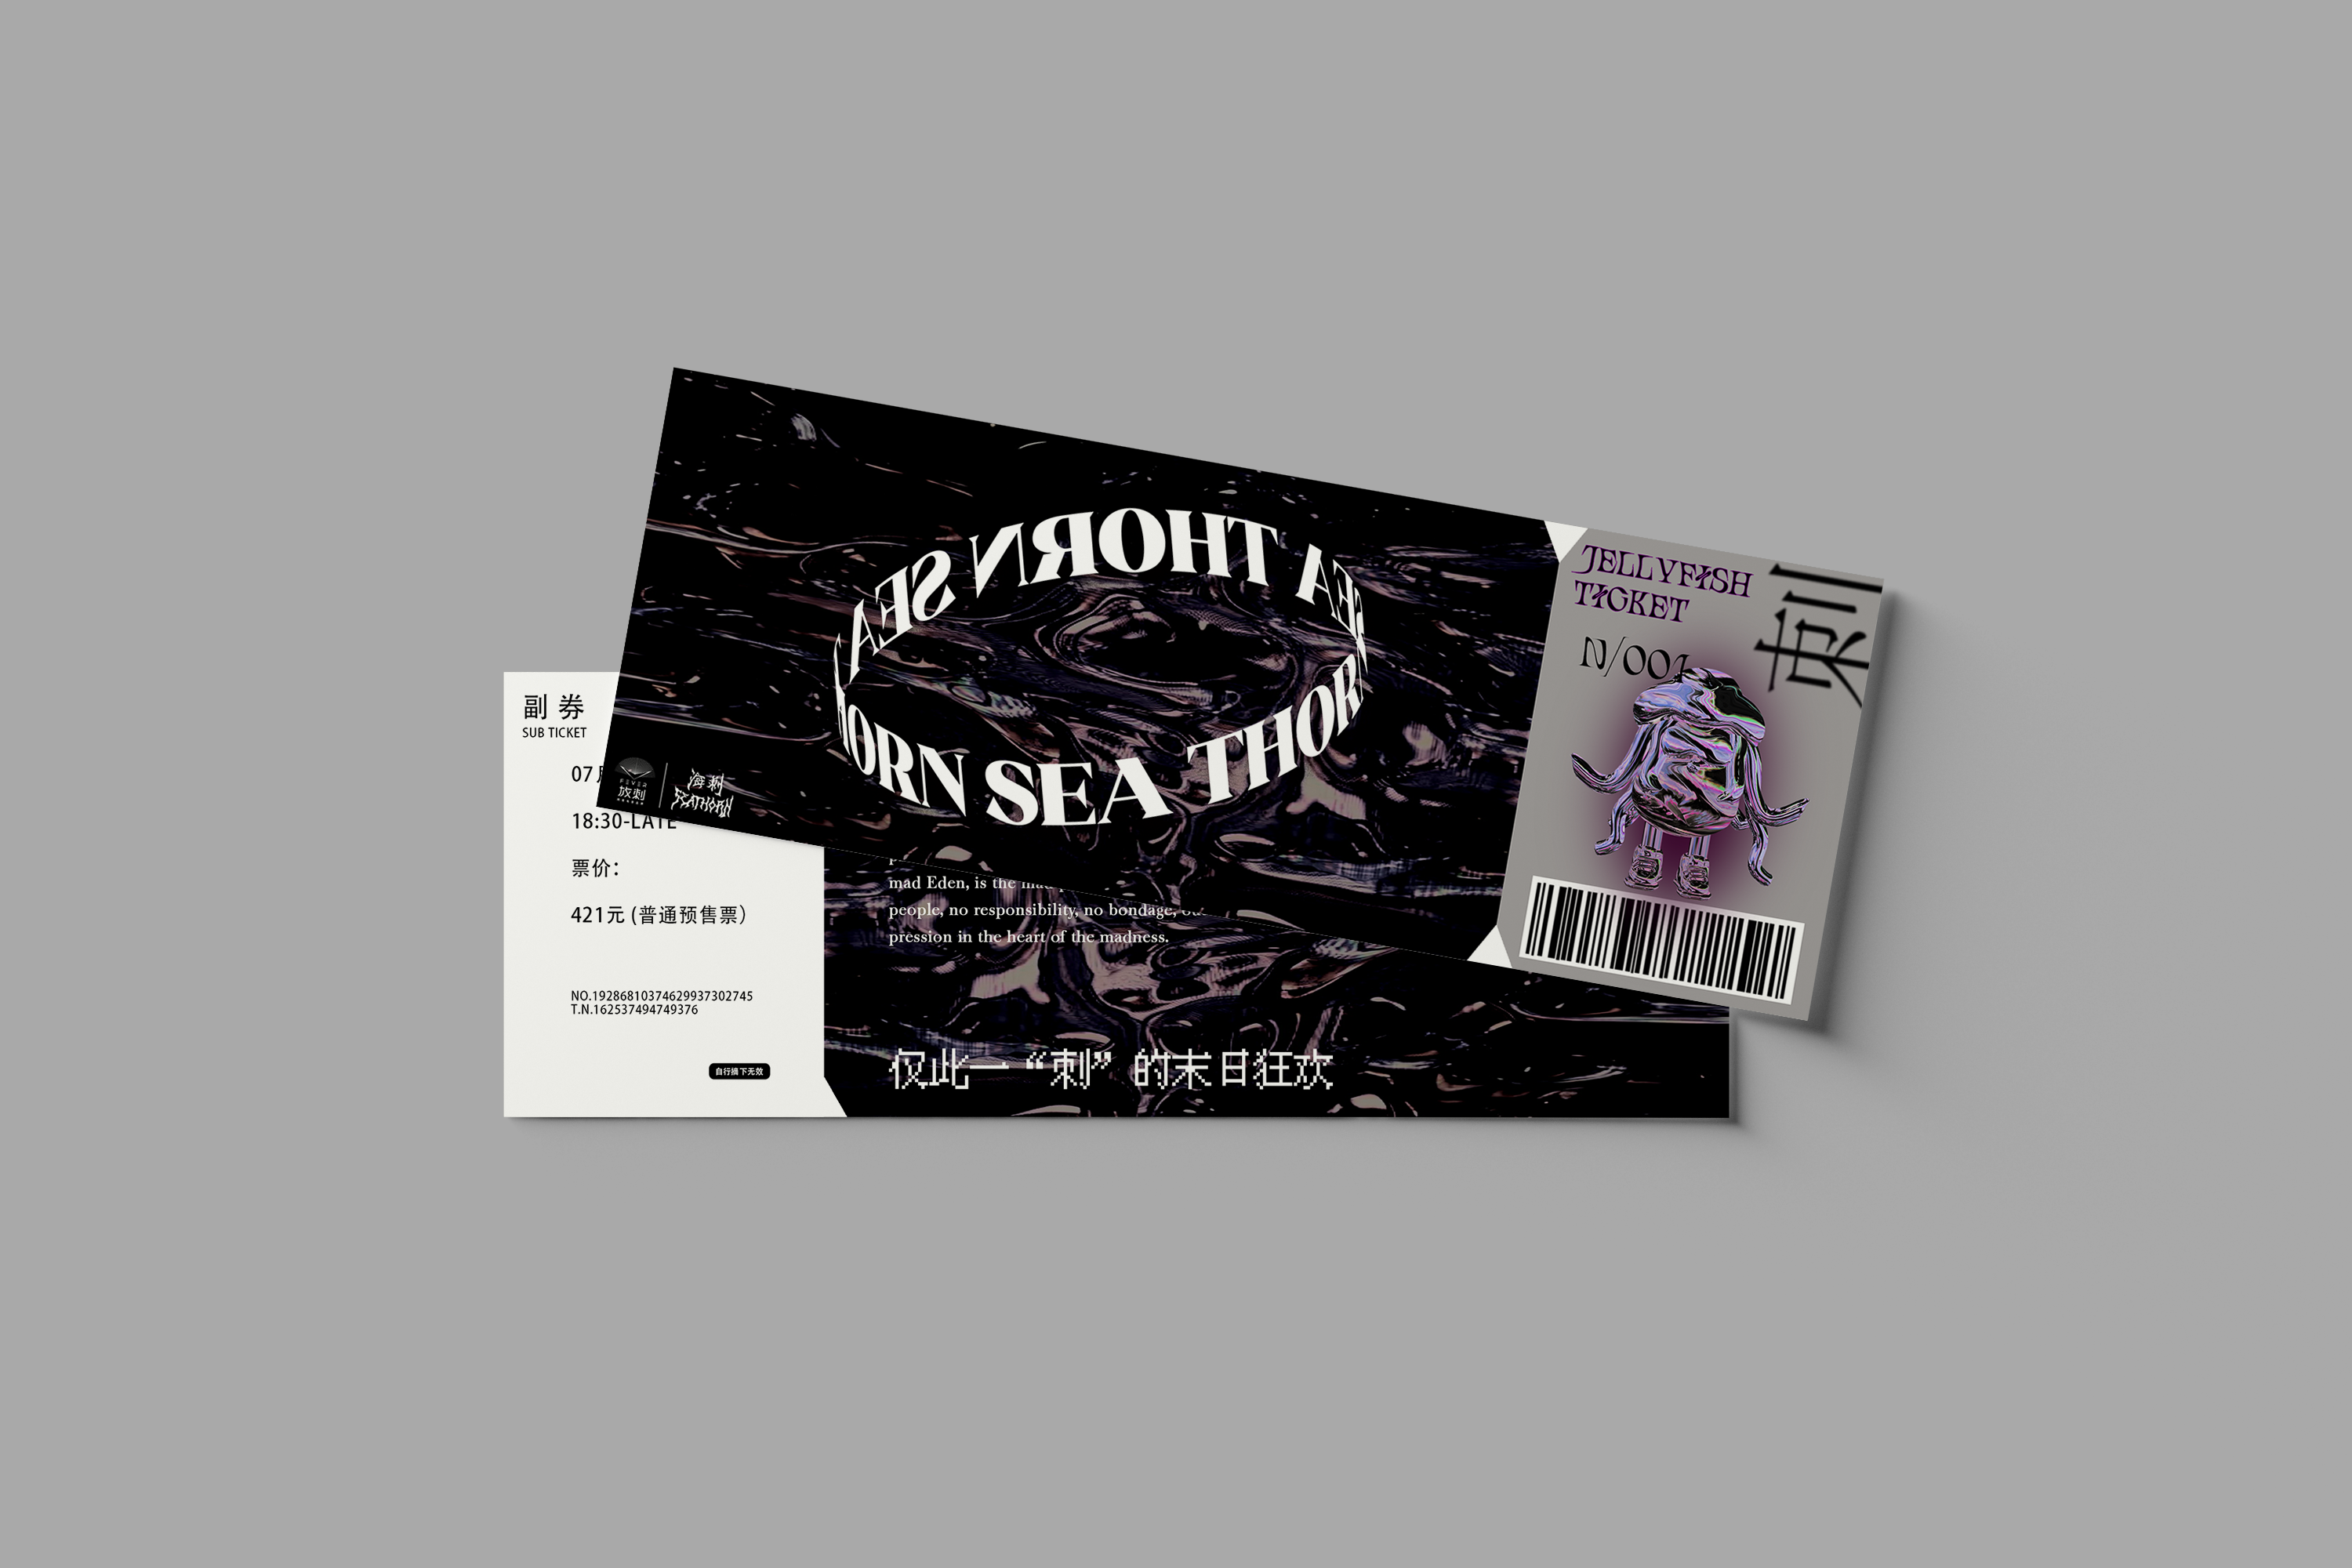 SEA THORN SEA
THORN SEA THORN
FEVER
放刺
海刺
SEATHORN
JELLYFISH
TICKET
N/001
刺
副券
SUB TICKET
07
18:30-LATE
票价：
421元 (普通预售票)
NO.19286810374629937302745
T.N.162537494749376
自行摘下无效
mad Eden, is the mad
people, no responsibility, no bondage,
pression in the heart of the madness.
仅此一 “刺” 的末日狂欢